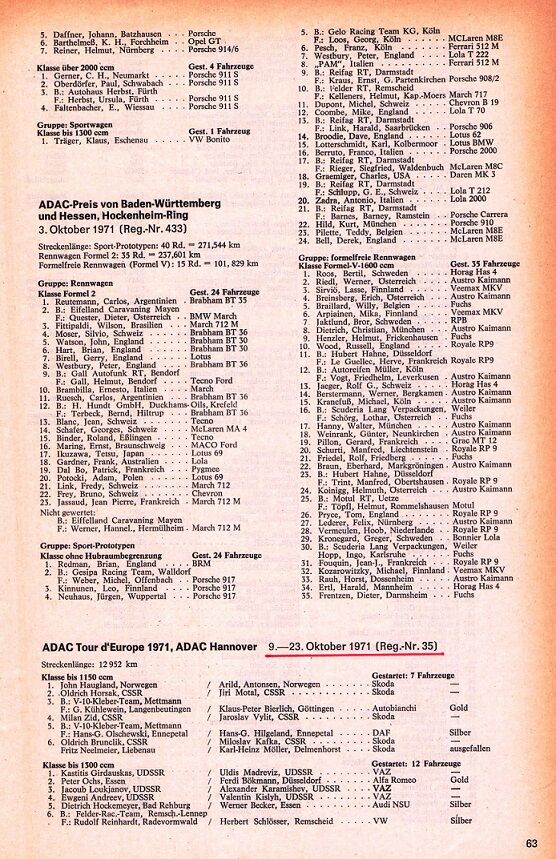 5. Daffner, Johann, Batzhausen . . . Porsche
6. Barthelmeß, K. H., Forchheim . . Opel GT
7. Reiner, Helmut, Nürnberg . . . . Porsche 914/6
Klasse über 2000 ccm Gest. 4 Fahrzeuge
1. Gerner, C. H., Neumarkt . . . . Porsche 911 S
2. Oberdörfer, Paul, Schwabach . . . Porsche 911 S
3. B.: Autohaus Herbst, Fürth
F.: Herbst, Ursula, Fürth . . . . Porsche 911 S
4. Faltenbacher, E., Wiessau . . . . Porsche 911 S
Gruppe: Sportwagen
Klasse bis 1300 ccm Gest. 1 Fahrzeug
1. Träger, Klaus, Eschenau . . . . . VW Bonito
ADAC-Preis von Baden-Württemberg
und Hessen, Hockenheim-Ring
3. Oktober 1971 (Reg.-Nr. 433)
Streckenlänge: Sport-Prototypen: 40 Rd. = 271,544 km
Rennwagen Formel 2: 35 Rd. = 237,601 km
Formelfreie Rennwagen (Formel V): 15 Rd. = 101, 829 km
Gruppe: Rennwagen
Klasse Formel 2 Gest. 24 Fahrzeuge
1. Reutemann, Carlos, Argentinien . Brabham BT 35
2. B.: Eifelland Caravaning Mayen
F.: Quester, Dieter, Österreich . . BMW March
3. Fittipaldi, Wilson, Brasilien . . . March 712 M
4. Moser, Silvio, Schweiz . . . . . Brabham BT 36
5. Watson, John, England . . . . . Brabham BT 30
6. Hart, Brian, England . . . . . . Brabham BT 30
7. Birell, Gerry, England . . . . . Lotus
8. Westbury, Peter, England . . . . Brabham BT 36
9. B.: Gall Autofunk RT, Bendorf
F.: Gall, Helmut, Bendorf . . . . Tecno Ford
10. Brambilla, Ernesto, Italien . . . . March
11. Ruesch, Carlos, Argentinien . . . Brabham BT 36
12. B.: H. Hundt GmbH, Duckhams-Oils, Krefeld
F.: Terbeck, Bernd, Hiltrup . . . Brabham BT 36
13. Blanc, Jean, Schweiz . . . . . . Tecno
14. Schafer, Georges, Schweiz . . . . McLaren MA 4
15. Binder, Roland, Eßlingen . . . . Tecno
16. Maring, Ernst, Braunschweig . . . MACO Ford
17. Ikuzawa, Tetsu, Japan . . . . . Lotus 69
18. Gardner, Frank, Australien . . . . Lola
19. Dal Bo, Patrick, Frankreich . . . Pygmee
20. Potocki, Adam, Polen . . . . . Lotus 69
21. Link, Fredy, Schweiz . . . . . . March 712
22. Frey, Bruno, Schweiz . . . . . . Chevron
23. Jassaud, Jean Pierre, Frankreich . March 712 M
Nicht gewertet:
B.: Eiffelland Caravaning Mayen
F.: Werner, Hannel., Hermülheim . March 712 M
Gruppe: Sport-Prototypen
Klasse ohne Hubraumbegrenzung Gest. 24 Fahrzeuge
1. Redman, Brian, England . . . . . BRM
2. B.: Gesipa Racing Team, Walldorf
F.: Weber, Michel, Offenbach . . Porsche 917
3. Kinnunen, Leo, Finnland . . . . Porsche 917
4. Neuhaus, Jürgen, Wuppertal . . . Porsche 917
5. B.: Gelo Racing Team KG, Köln
F.: Loos, Georg, Köln . . . . . McLaren M8E
6. Pesch, Franz, Köln . . . . . . . Ferrari 512 M
7. Westbury, Peter, England . . . . Lola T 222
8. „PAM", Italien . . . . . . . . Ferrari 512 M
9. B.: Reifag RT, Darmstadt
F.: Kraus, Ernst, G. Partenkirchen Porsche 908/2
10. B.: Felder RT, Remscheid
F.: Kelleners, Helmut, Kap.-Moers March 717
11. Dupont, Michel, Schweiz . . . . Chevron B 19
12. Coombe, Mike, England . . . . . Lola T 70
13. B.: Reifag RT, Darmstadt
F.: Link, Harald, Saarbrücken . . Porsche 906
14. Broodie, Dave, England . . . . . Lotus 62
15. Lotterschmidt, Karl, Kolbermoor . Lotus BMW
16. Berruto, Franco, Italien . . . . . Porsche 2000
17. B.: Reifag RT, Darmstadt
F.: Rieger, Siegfried, Waldenbuch McLaren M8C
18. Graemiger, Charles, USA . . . . Daren MK 3
19. B.: Reifag RT, Darmstadt
F.: Schlupp, G. E., Schweiz . . . Lola T 212
20. Zadra, Antonio, Italien . . . . . Lola 2000
21. B.: Reifag RT, Darmstadt
F.: Barnes, Barney, Ramstein . . Porsche Carrera
22. Hild, Kurt, München . . . . . . Porsche 910
23. Pilette, Teddy, Belgien . . . . . McLaren M8E
24. Bell, Derek, England . . . . . . McLaren M8E
Gruppe: formelfreie Rennwagen
Klasse Formel-V-1600 ccm Gest. 35 Fahrzeuge
1. Roos, Bertil, Schweden . . . . . Horag Has 4
2. Riedl, Werner, Österreich . . . . Austro Kaimann
3. Sirviö, Lasse, Finnland . . . . . Veemax MKV
4. Breinsberg, Erich, Österreich . . . Austro Kaimann
5. Braillard, Willy, Belgien . . . . Fuchs
6. Arpiainen, Mika, Finnland . . . . Veemax MKV
7. Jaktlund, Bror, Schweden . . . . RPB
8. Dietrich, Christian, München . . . Austro Kaimann
9. Henzler, Helmut, Frickenhausen . . Fuchs
10. Wood, Russell, England . . . . . Royale RP9
11. B.: Hubert Hahne, Düsseldorf
F.: Le Guellec, Herve, Frankreich Royale RP9
12. B.: Autoreifen Müller, Köln
F.: Vogt, Friedhelm, Leverkusen . Austro Kaimann
13. Jaeger, Rolf G., Schweiz . . . . Horag Has 4
14. Berstermann, Werner, Bergkamen . Austro Kaimann
15. Kranefuß, Michael, Köln . . . . Austro Kaimann
16. B.: Scuderia Lang Verpackungen, Weiler
F.: Schörg, Lothar, Österreich . . Fuchs
17. Hanny, Walter, München . . . . Austro Kaimann
18. Weinrank, Günter, Neunkirchen . . Austro Kaimann
19. Pillon, Gerard, Frankreich . . . . Grac MT 12
20. Schurti, Manfred, Liechtenstein . . Royale RP 9
21. Friedel, Rolf, Friedberg . . . . . Fuchs
22. Braun, Eberhard, Markgröningen . Austro Kaimann
23. B.: Hubert Hahne, Düsseldorf
F.: Trint, Manfred, Obertshausen . Royale RP 9
24. Koinigg, Helmuth, Österreich . . . Austro Kaimann
25. B.: Motul RT, Uetze
F.: Töpfl, Helmut, Rommelshausen Motul
26. Pryce, Tom, England . . . . . . Royale RP 9
27. Lederer, Felix, Nürnberg . . . . Austro Kaimann
28. Vermeulen, Hoob, Niederlande . . Royale RP 9
29. Kronegard, Greger, Schweden . . Bonnier Lola
30. B.: Scuderia Lang Verpackungen, Weiler
Hopp, Ingo, Karlsruhe . . . . . Fuchs
31. Fouquin, Jean-J., Frankreich . . . Royale RP 9
32. Kozarowitzky, Michael, Finnland Veemax MKV
33. Rauh, Horst, Dossenheim . . . . Austro Kaimann
34. Ertl, Harald, Mannheim . . . . . Horag Has 4
35. Frentzen, Dieter, Darmsheim . . . Fuchs
ADAC Tour d'Europe 1971, ADAC Hannover 9.—23. Oktober 1971 (Reg.-Nr. 35)
Streckenlänge: 12 952 km
Klasse bis 1150 ccm Gestartet: 7 Fahrzeuge
1. John Haugland, Norwegen / Arild, Antonsen, Norwegen . . . . Skoda —
2. Oldrich Horsak, CSSR / Jiri Motal, CSSR . . . . Skoda —
3. B.: V-10-Kleber-Team, Mettmann
F.: G. Kühlewein, Langenbeutingen / Klaus-Peter Bierlich, Göttingen . . Autobianchi Gold
4. Milan Zid, CSSR / Jaroslav Vylit, CSSR . . . . Skoda —
5. B.: V-10-Kleber-Team, Mettmann
F.: Hans-G. Olschewski, Ennepetal / Hans-G. Hilgeland, Ennepetal . . DAF Silber
6. Oldrich Brunclik, CSSR / Miloslav Kafka, CSSR . . . . Skoda —
Fritz Neelmeier, Liebenau / Karl-Heinz Möller, Delmenhorst . . . Skoda ausgefallen
Klasse bis 1300 ccm Gestartet: 12 Fahrzeuge
1. Kastitis Girdauskas, UDSSR / Uldis Madreviz, UDSSR . . . . VAZ —
2. Peter Ochs, Essen / Ferdi Bökmann, Düsseldorf . . . . Alfa Romeo Gold
3. Jacoub Loukjanov, UDSSR / Alexander Karamishev, UDSSR . . . VAZ —
4. Ewgeni Andreev, UDSSR / Valentin Kislyh, UDSSR . . . . VAZ —
5. Dietrich Hockemeyer, Bad Rehburg / Werner Becker, Essen . . . . Audi NSU Silber
6. B.: Felder-Rac.-Team, Remsch.-Lennep
F.: Rudolf Reinhardt, Radevormwald / Herbert Schlösser, Remscheid . . VW Silber
63